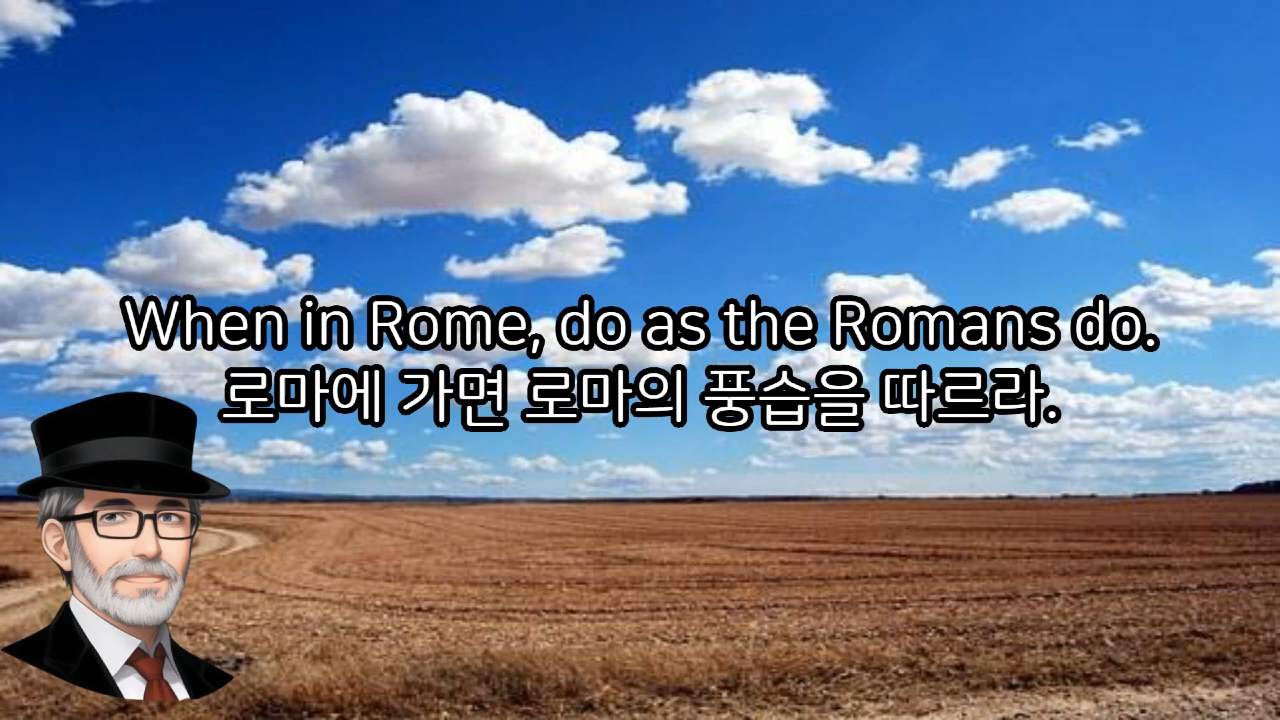 When in Rome, do as the Romans do.
로마에 가면 로마의 풍습을 따르라.